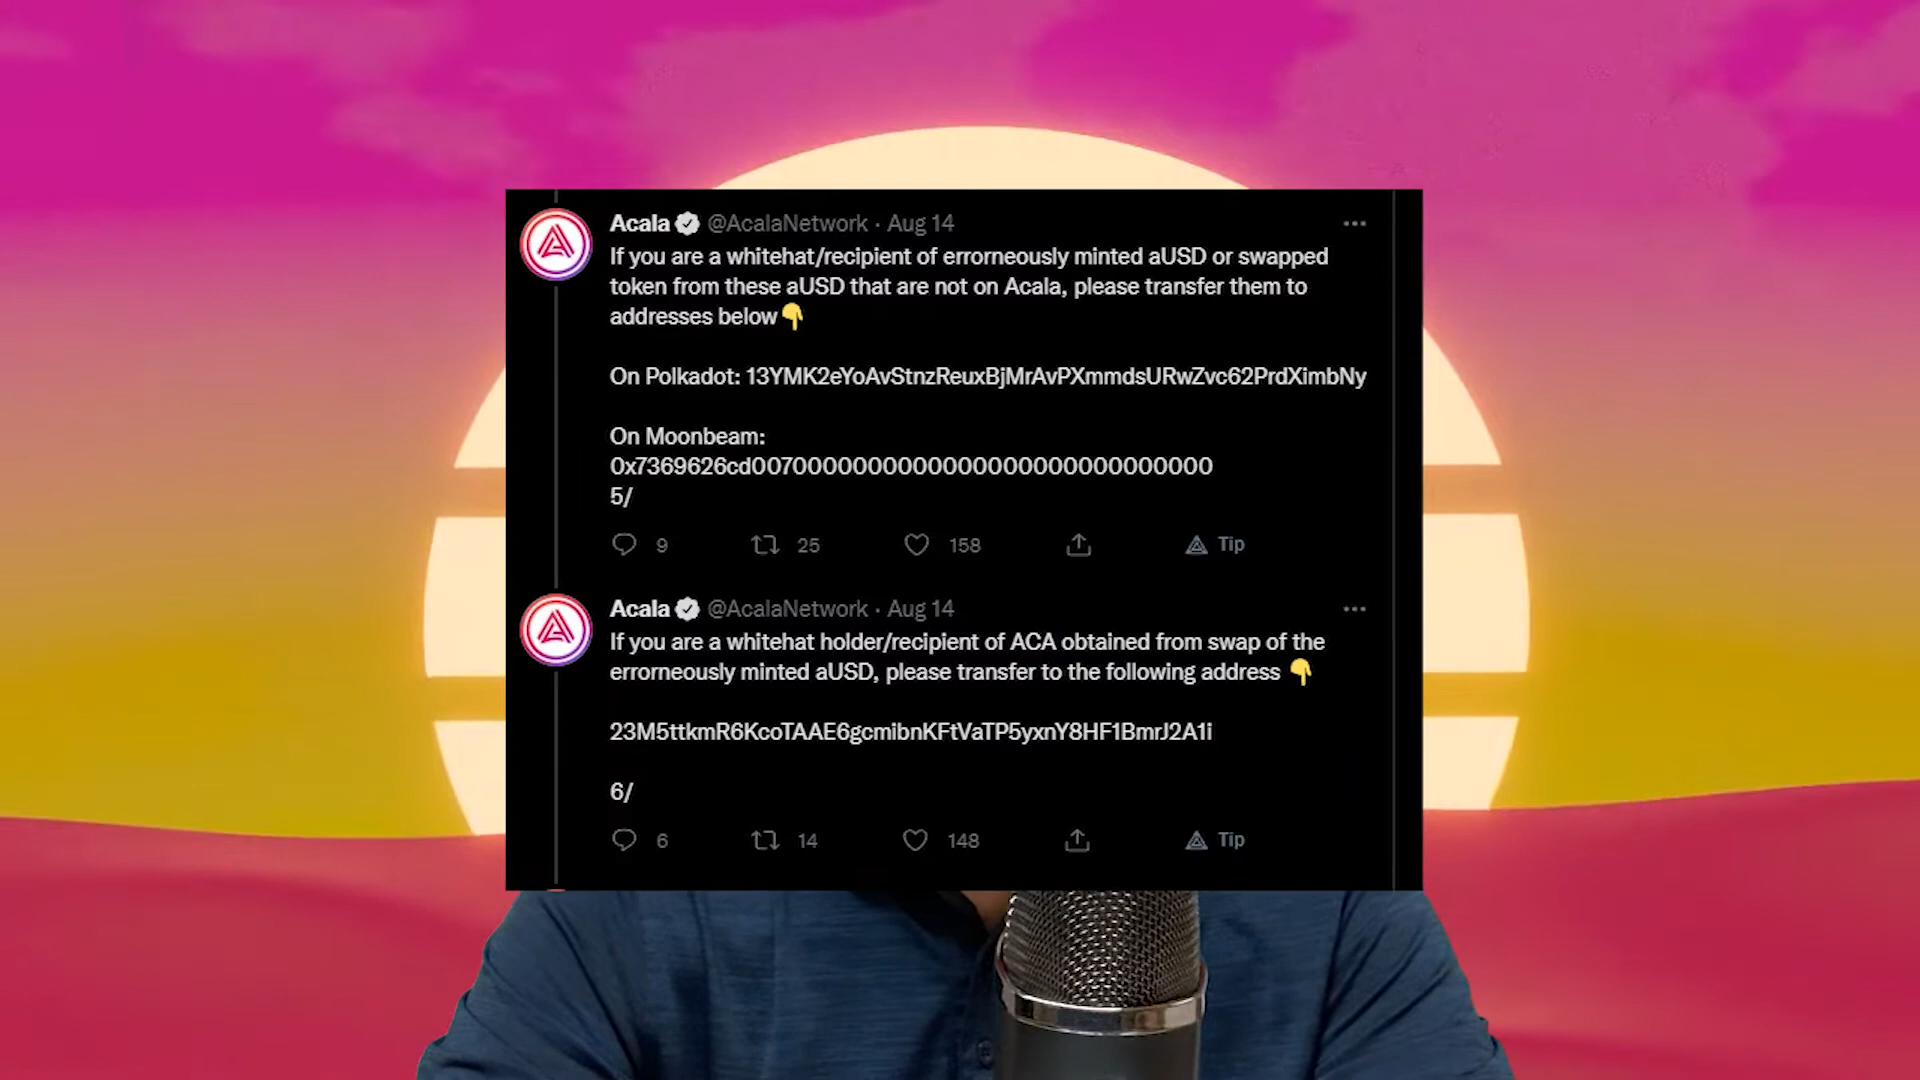 Acala @AcalaNetwork · Aug 14
If you are a whitehat/recipient of errorneously minted aUSD or swapped
token from these aUSD that are not on Acala, please transfer them to
addresses below👇
On Polkadot: 13YMK2eYoAvStnzReuxBjMrAvPXmmdsURwZvc62PrdXimbNy
On Moonbeam:
0x7369626cd0070000000000000000000000000000
5/
9 25 158 Tip
Acala @AcalaNetwork · Aug 14
If you are a whitehat holder/recipient of ACA obtained from swap of the
errorneously minted aUSD, please transfer to the following address 👇
23M5ttkmR6KcoTAAE6gcmibnKFtVaTP5yxnY8HF1BmrJ2A1i
6/
6 14 148 Tip